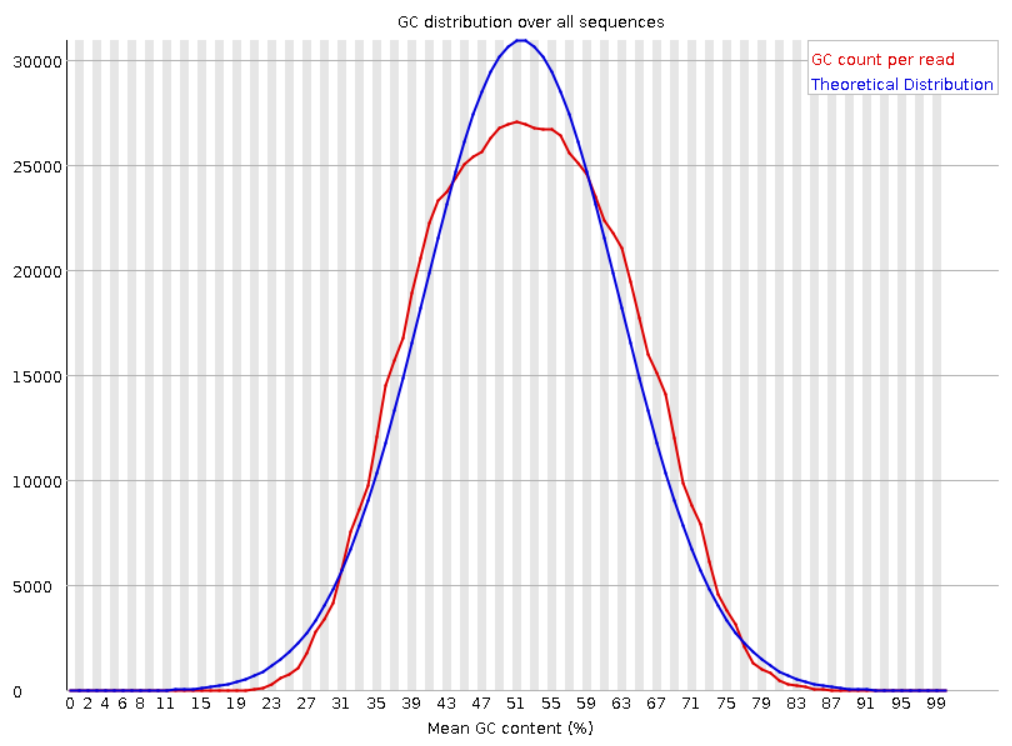 GC distribution over all sequences
GC count per read
Theoretical Distribution
30000
25000
20000
15000
10000
5000
0
0 2 4 6 8 11 15 19 23 27 31 35 39 43 47 51 55 59 63 67 71 75 79 83 87 91 95 99
Mean GC content (%)